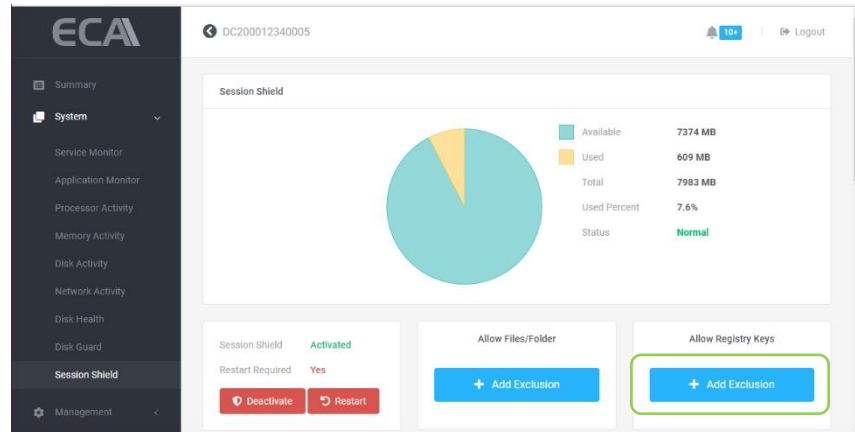 ECA
DC200012340005
10+
Logout
Summary
System
Service Monitor
Application Monitor
Processor Activity
Memory Activity
Disk Activity
Network Activity
Disk Health
Disk Guard
Session Shield
Management
Session Shield
Available 7374 MB
Used 609 MB
Total 7983 MB
Used Percent 7.6%
Status Normal
Session Shield Activated
Restart Required Yes
Deactivate Restart
Allow Files/Folder
+ Add Exclusion
Allow Registry Keys
+ Add Exclusion